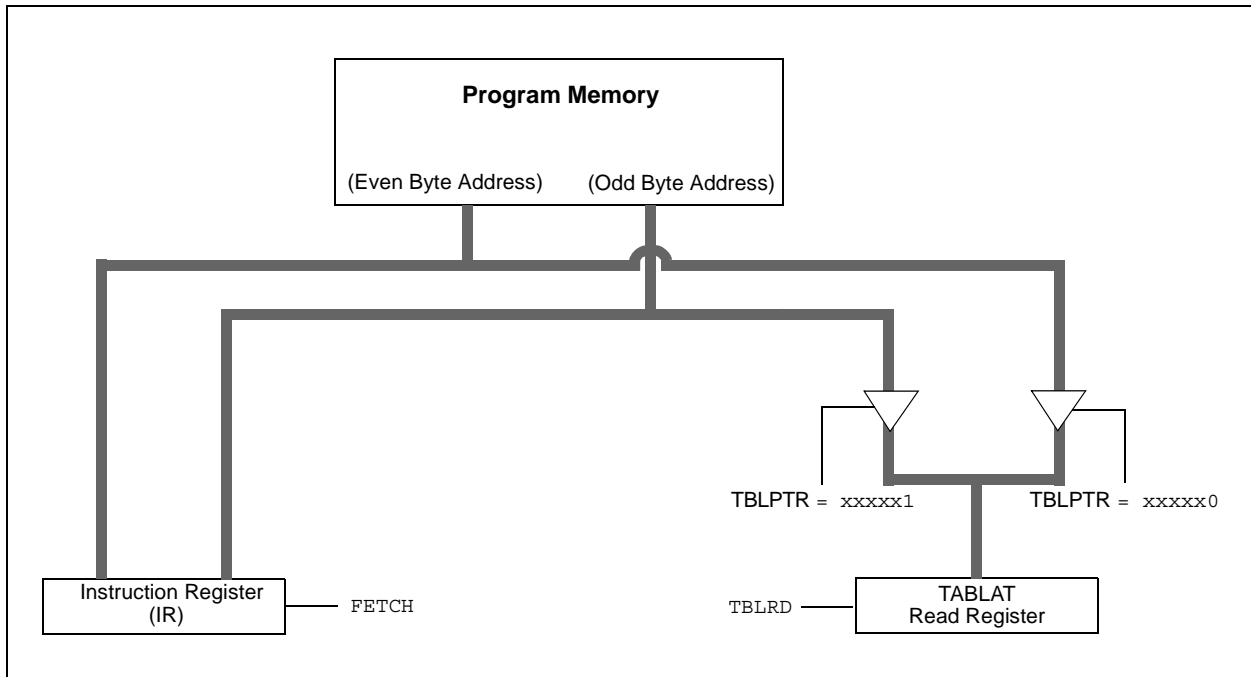 Program Memory
(Even Byte Address)
(Odd Byte Address)
TBLPTR = xxxxx1
TBLPTR = xxxxx0
Instruction Register
(IR)
FETCH
TBLRD
TABLAT
Read Register